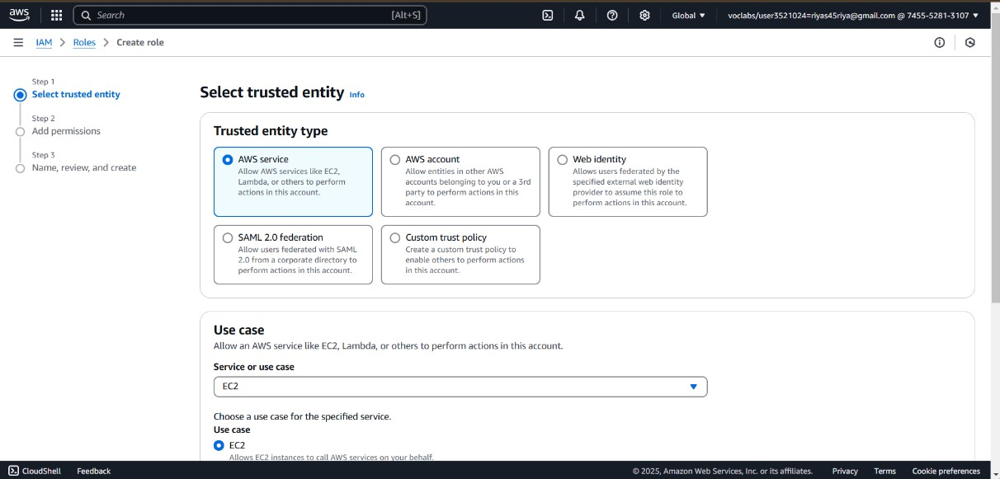 aws
Search [Alt+S]
Global
voclabs/user3521024=riyas45riya@gmail.com @ 7455-5281-3107
IAM > Roles > Create role
Step 1
Select trusted entity
Step 2
Add permissions
Step 3
Name, review, and create
Select trusted entity Info
Trusted entity type
AWS service
Allow AWS services like EC2,
Lambda, or others to perform
actions in this account.
AWS account
Allow entities in other AWS
accounts belonging to you or a 3rd
party to perform actions in this
account.
Web identity
Allows users federated by the
specified external web identity
provider to assume this role to
perform actions in this account.
SAML 2.0 federation
Allow users federated with SAML
2.0 from a corporate directory to
perform actions in this account.
Custom trust policy
Create a custom trust policy to
enable others to perform actions
in this account.
Use case
Allow an AWS service like EC2, Lambda, or others to perform actions in this account.
Service or use case
EC2
Choose a use case for the specified service.
Use case
EC2
Allows EC2 instances to call AWS services on your behalf.
CloudShell Feedback
© 2025, Amazon Web Services, Inc. or its affiliates. Privacy Terms Cookie preferences